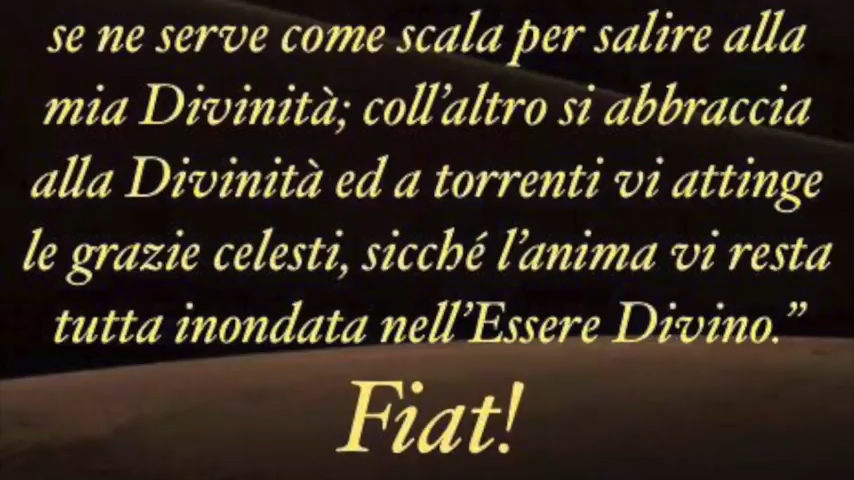 se ne serve come scala per salire alla
mia Divinità; coll’altro si abbraccia
alla Divinità ed a torrenti vi attinge
le grazie celesti, sicché l’anima vi resta
tutta inondata nell’Essere Divino.”
Fiat!